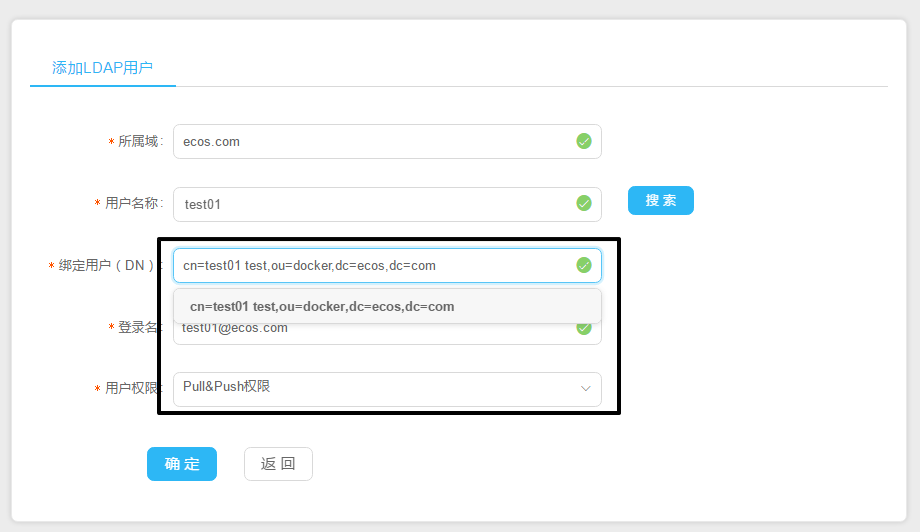 添加LDAP用户
* 所属域: ecos.com
* 用户名称: test01 搜 索
* 绑定用户(DN): cn=test01 test,ou=docker,dc=ecos,dc=com
cn=test01 test,ou=docker,dc=ecos,dc=com
* 登录名: test01@ecos.com
* 用户权限: Pull&Push权限
确 定 返 回